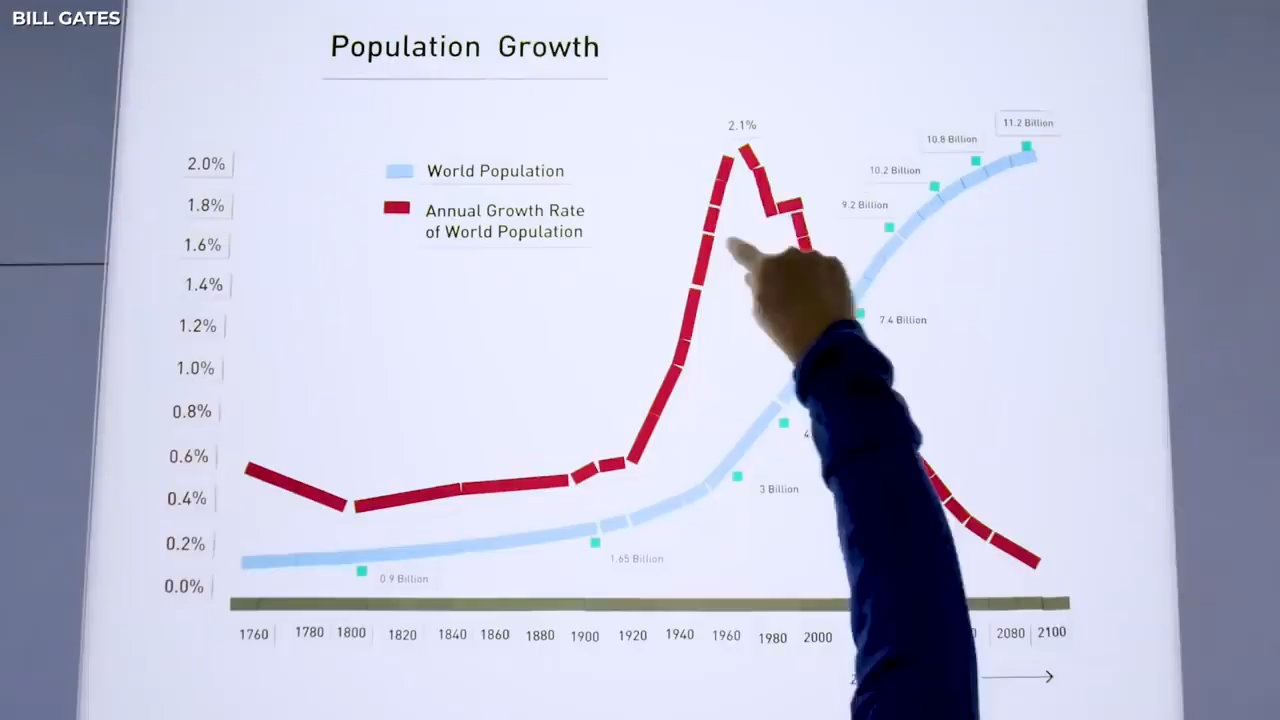 BILL GATES
Population Growth
2.1%
11.2 Billion
10.8 Billion
2.0%
World Population
10.2 Billion
1.8%
Annual Growth Rate
of World Population
9.2 Billion
1.6%
1.4%
1.2%
7.4 Billion
1.0%
0.8%
0.6%
0.4%
3 Billion
0.2%
1.65 Billion
0.0%
0.9 Billion
1760 1780 1800 1820 1840 1860 1880 1900 1920 1940 1960 1980 2000 2080 2100